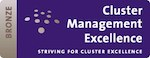 BRONZE
Cluster
Management
Excellence
STRIVING FOR CLUSTER EXCELLENCE